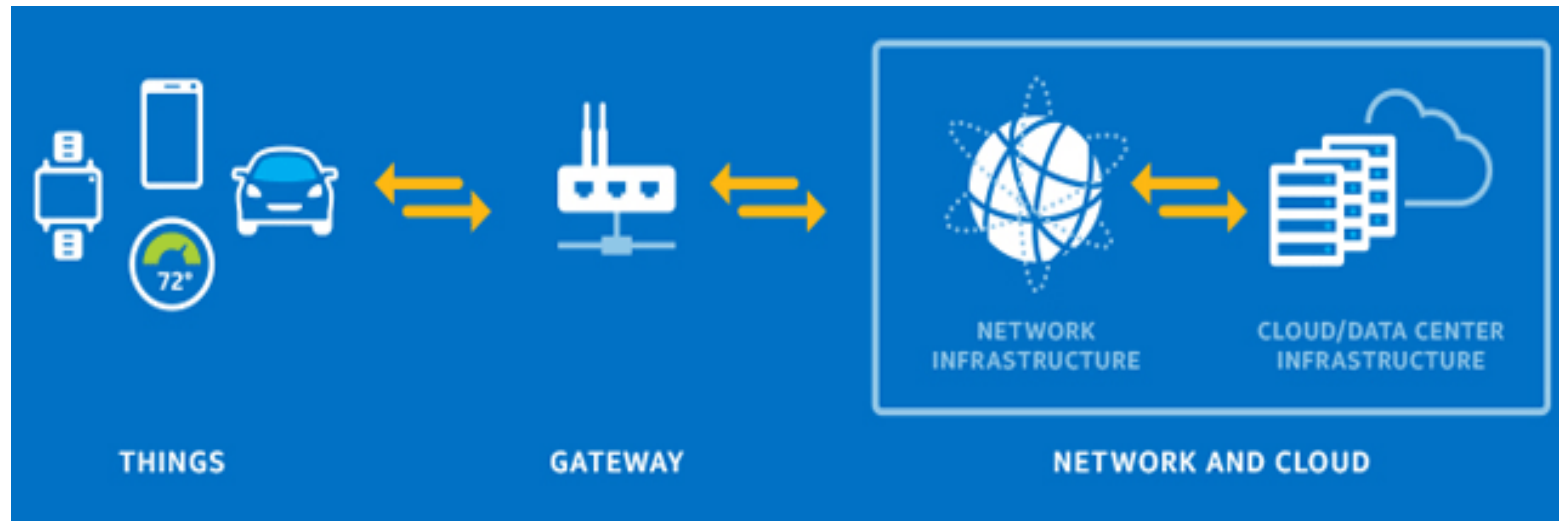 72°
NETWORK
INFRASTRUCTURE
CLOUD/DATA CENTER
INFRASTRUCTURE
THINGS
GATEWAY
NETWORK AND CLOUD